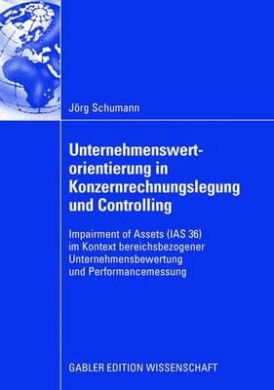 Jörg Schumann
Unternehmenswert-
orientierung in
Konzernrechnungslegung
und Controlling
Impairment of Assets (IAS 36)
im Kontext bereichsbezogener
Unternehmensbewertung
und Performancemessung
GABLER EDITION WISSENSCHAFT